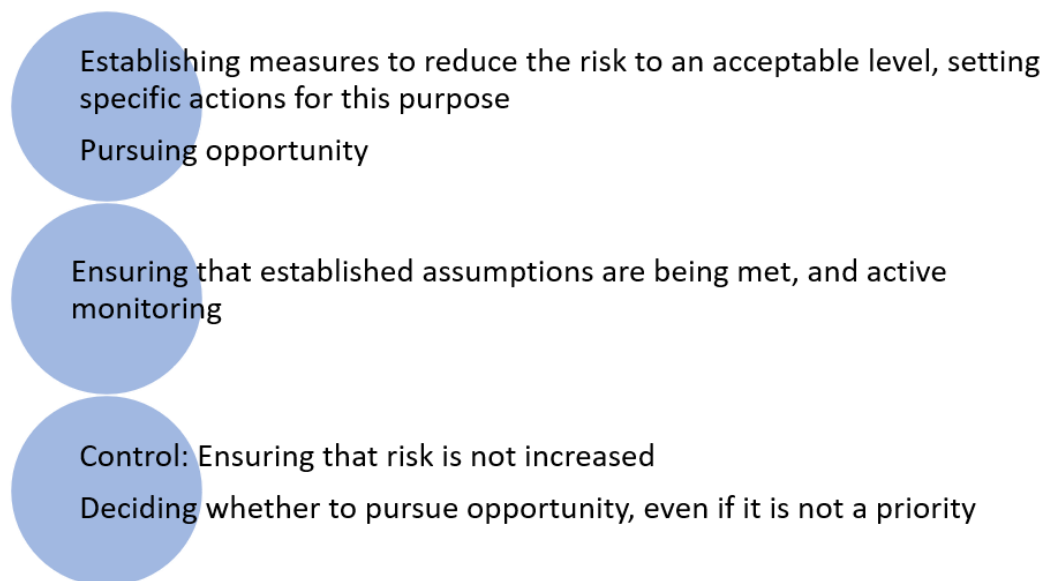 Establishing measures to reduce the risk to an acceptable level, setting
specific actions for this purpose
Pursuing opportunity
Ensuring that established assumptions are being met, and active
monitoring
Control: Ensuring that risk is not increased
Deciding whether to pursue opportunity, even if it is not a priority